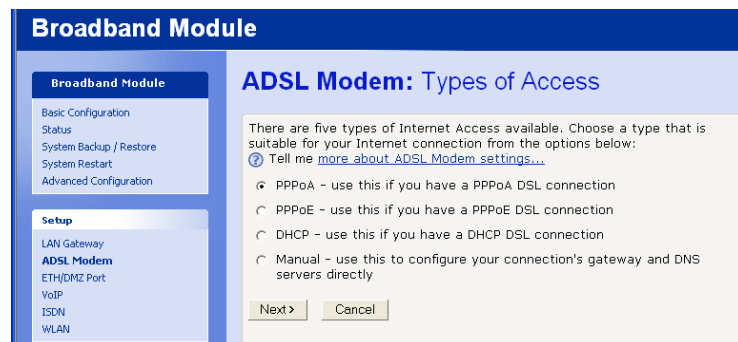 Broadband Module
Broadband Module
Basic Configuration
Status
System Backup / Restore
System Restart
Advanced Configuration
Setup
LAN Gateway
ADSL Modem
ETH/DMZ Port
VoIP
ISDN
WLAN
ADSL Modem: Types of Access
There are five types of Internet Access available. Choose a type that is
suitable for your Internet connection from the options below:
? Tell me more about ADSL Modem settings...
PPPoA - use this if you have a PPPoA DSL connection
PPPoE - use this if you have a PPPoE DSL connection
DHCP - use this if you have a DHCP DSL connection
Manual - use this to configure your connection's gateway and DNS
servers directly
Next>
Cancel